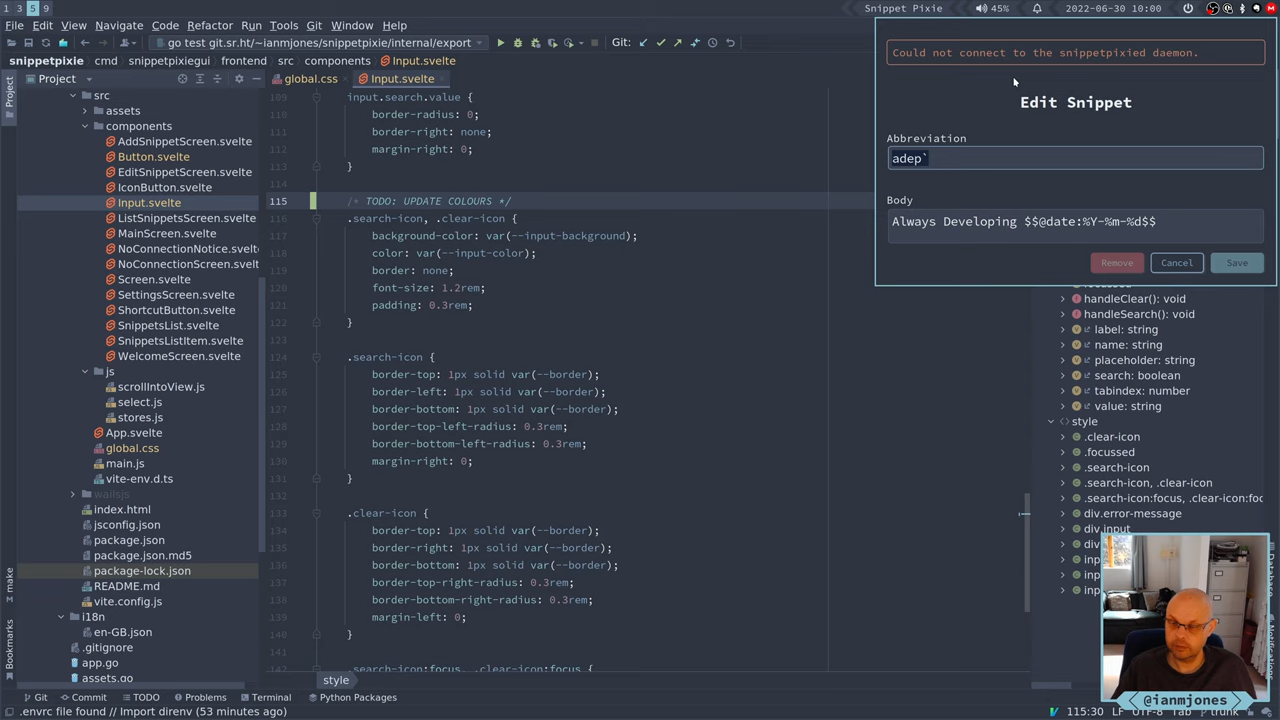 1 3 5 9
Snippet Pixie
45%
2022-06-30 10:00
File Edit View Navigate Code Refactor Run Tools Git Window Help
go test git.sr.ht/~ianmjones/snippetpixie/internal/export
Git:
snippetpixie cmd snippetpixiegui frontend src components Input.svelte
Project
global.css
Input.svelte
Project
make
Bookmarks
src
assets
components
AddSnippetScreen.svelte
Button.svelte
EditSnippetScreen.svelte
IconButton.svelte
Input.svelte
ListSnippetsScreen.svelte
MainScreen.svelte
NoConnectionNotice.svelte
NoConnectionScreen.svelte
Screen.svelte
SettingsScreen.svelte
ShortcutButton.svelte
SnippetsList.svelte
SnippetsListItem.svelte
WelcomeScreen.svelte
js
scrollIntoView.js
select.js
stores.js
App.svelte
global.css
main.js
vite-env.d.ts
wailsjs
index.html
jsconfig.json
package.json
package.json.md5
package-lock.json
README.md
vite.config.js
i18n
en-GB.json
.gitignore
app.go
assets.go
109 input.search.value {
110 border-radius: 0;
111 border-right: none;
112 margin-right: 0;
113 }
114
115 /* TODO: UPDATE COLOURS */
116 .search-icon, .clear-icon {
117 background-color: var(--input-background);
118 color: var(--input-color);
119 border: none;
120 font-size: 1.2rem;
121 padding: 0.3rem;
122 }
124 .search-icon {
125 border-top: 1px solid var(--border);
126 border-left: 1px solid var(--border);
127 border-bottom: 1px solid var(--border);
128 border-top-left-radius: 0.3rem;
129 border-bottom-left-radius: 0.3rem;
130 margin-right: 0;
131 }
132
133 .clear-icon {
134 border-top: 1px solid var(--border);
135 border-right: 1px solid var(--border);
136 border-bottom: 1px solid var(--border);
137 border-top-right-radius: 0.3rem;
138 border-bottom-right-radius: 0.3rem;
139 margin-left: 0;
140 }
142 .search-icon:focus, .clear-icon:focus {
style
Could not connect to the snippetpixied daemon.
Edit Snippet
Abbreviation
adep`
Body
Always Developing $$@date:%Y-%m-%d$$
Remove Cancel Save
handleClear(): void
handleSearch(): void
label: string
name: string
placeholder: string
search: boolean
tabindex: number
value: string
style
.clear-icon
.focussed
.search-icon
.search-icon, .clear-icon
.search-icon:focus, .clear-icon:foc
div.error-message
div.input
@ianmjones
Git Commit TODO Problems Terminal Python Packages
.envrc file found // Import direnv (53 minutes ago)
115:30 LF UTF-8 Tab trunk